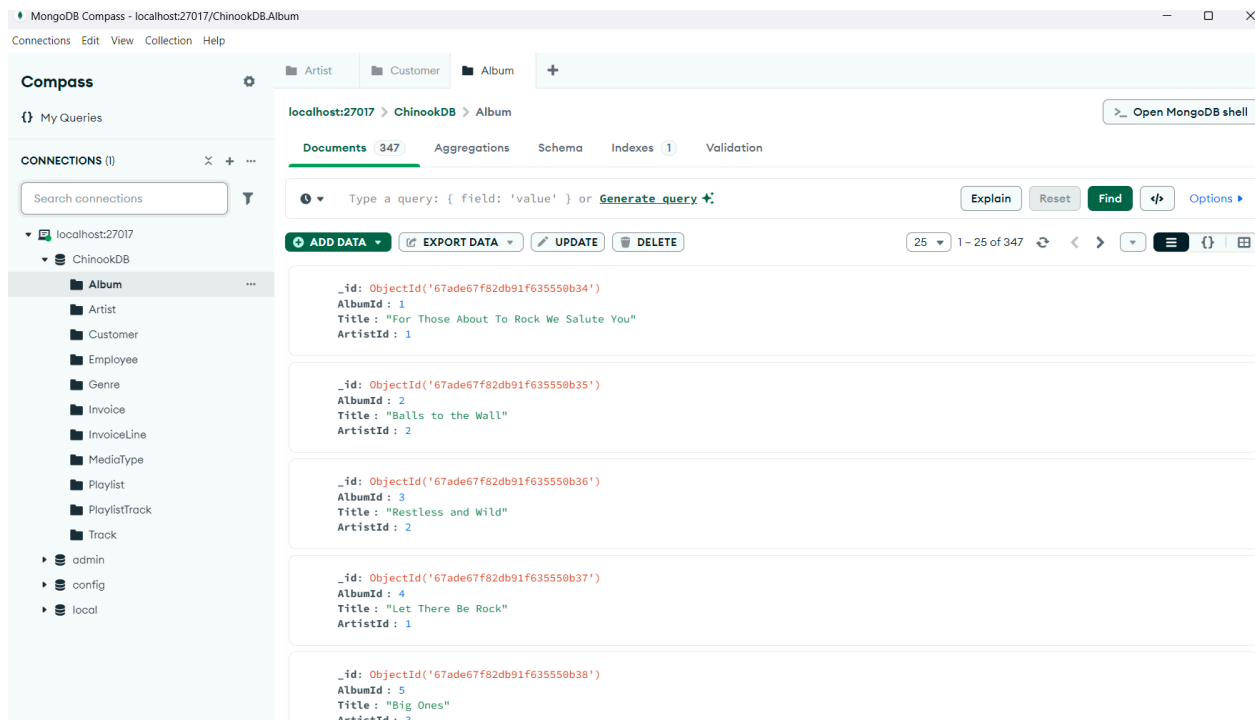 MongoDB Compass - localhost:27017/ChinookDB.Album
Connections Edit View Collection Help
Compass
{} My Queries
CONNECTIONS (1)
Search connections
localhost:27017
ChinookDB
Album
Artist
Customer
Employee
Genre
Invoice
InvoiceLine
MediaType
Playlist
PlaylistTrack
Track
admin
config
local
Artist Customer Album
localhost:27017 > ChinookDB > Album
>_ Open MongoDB shell
Documents 347 Aggregations Schema Indexes 1 Validation
Type a query: { field: 'value' } or Generate query
Explain Reset Find </> Options
ADD DATA EXPORT DATA UPDATE DELETE
25 1 – 25 of 347 {}
_id: ObjectId('67ade67f82db91f635550b34')
AlbumId : 1
Title : "For Those About To Rock We Salute You"
ArtistId : 1
_id: ObjectId('67ade67f82db91f635550b35')
AlbumId : 2
Title : "Balls to the Wall"
ArtistId : 2
_id: ObjectId('67ade67f82db91f635550b36')
AlbumId : 3
Title : "Restless and Wild"
ArtistId : 2
_id: ObjectId('67ade67f82db91f635550b37')
AlbumId : 4
Title : "Let There Be Rock"
ArtistId : 1
_id: ObjectId('67ade67f82db91f635550b38')
AlbumId : 5
Title : "Big Ones"
ArtistId : 3